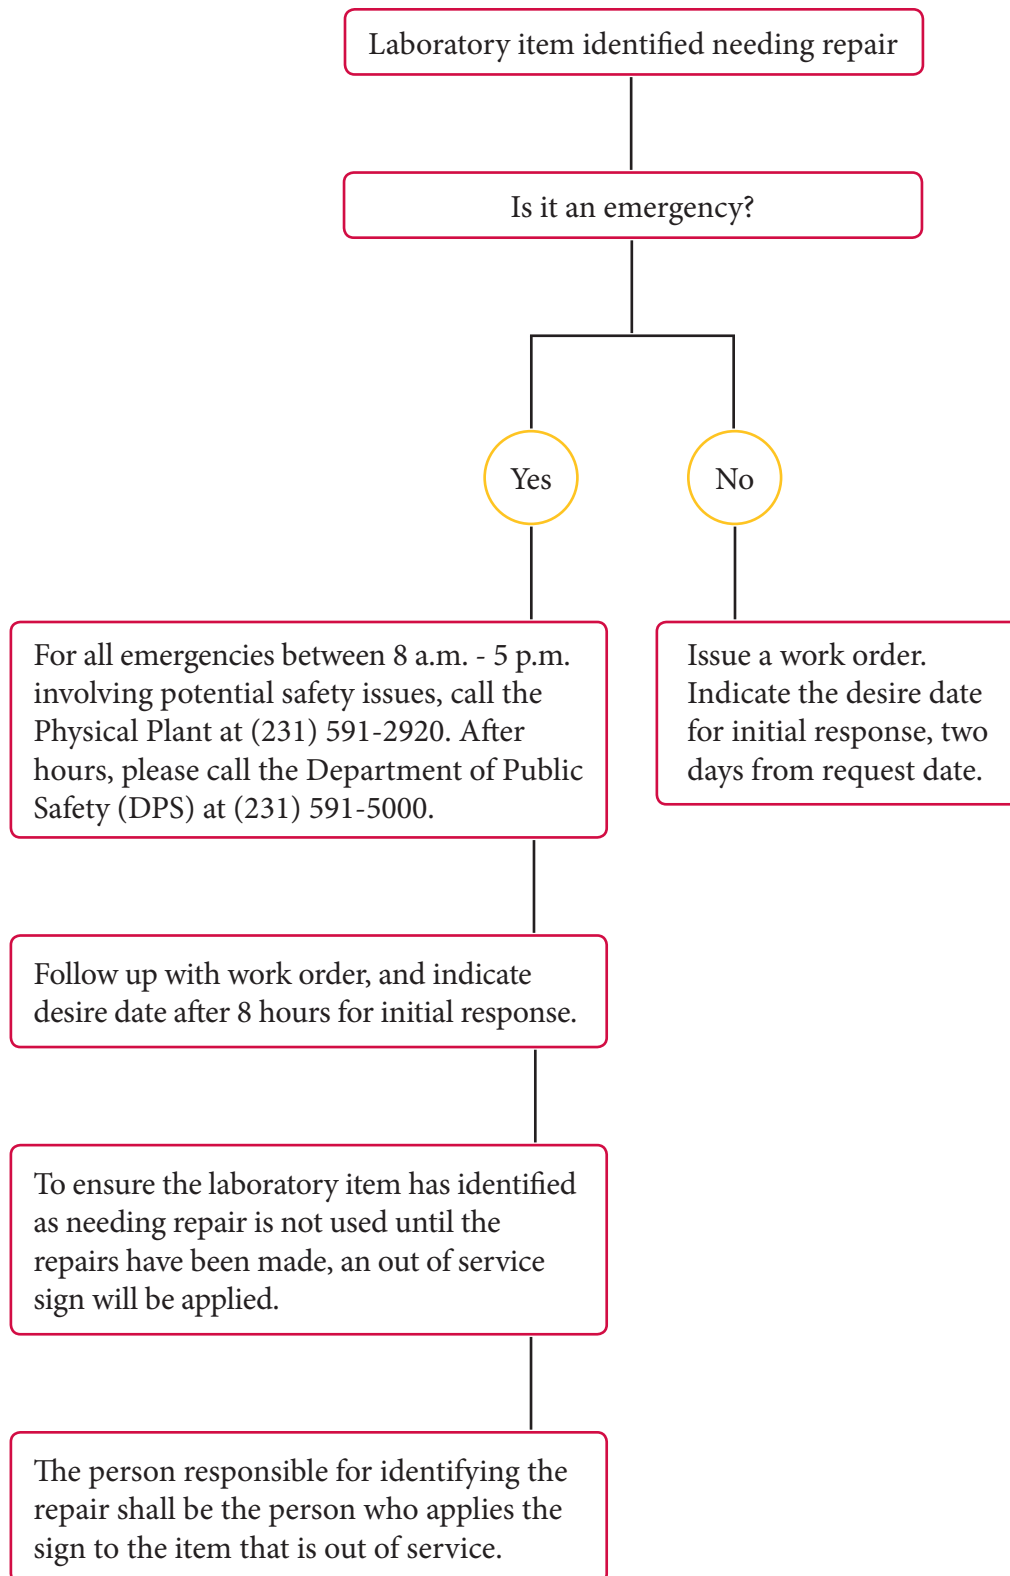 Laboratory item identified needing repair
Is it an emergency?
Yes
No
For all emergencies between 8 a.m. - 5 p.m.
involving potential safety issues, call the
Physical Plant at (231) 591-2920. After
hours, please call the Department of Public
Safety (DPS) at (231) 591-5000.
Issue a work order.
Indicate the desire date
for initial response, two
days from request date.
Follow up with work order, and indicate
desire date after 8 hours for initial response.
To ensure the laboratory item has identified
as needing repair is not used until the
repairs have been made, an out of service
sign will be applied.
The person responsible for identifying the
repair shall be the person who applies the
sign to the item that is out of service.